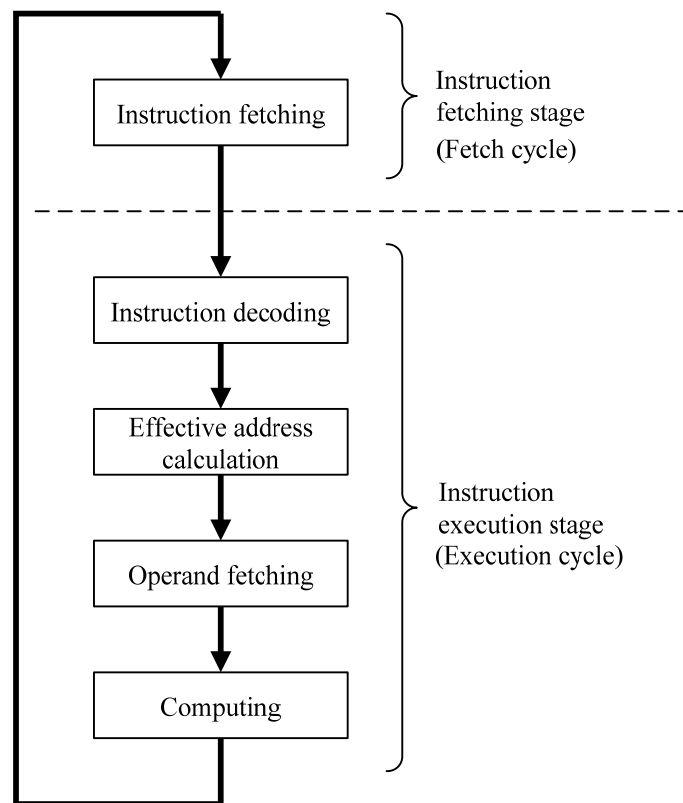 Instruction fetching
Instruction
fetching stage
(Fetch cycle)
Instruction decoding
Effective address
calculation
Operand fetching
Computing
Instruction
execution stage
(Execution cycle)